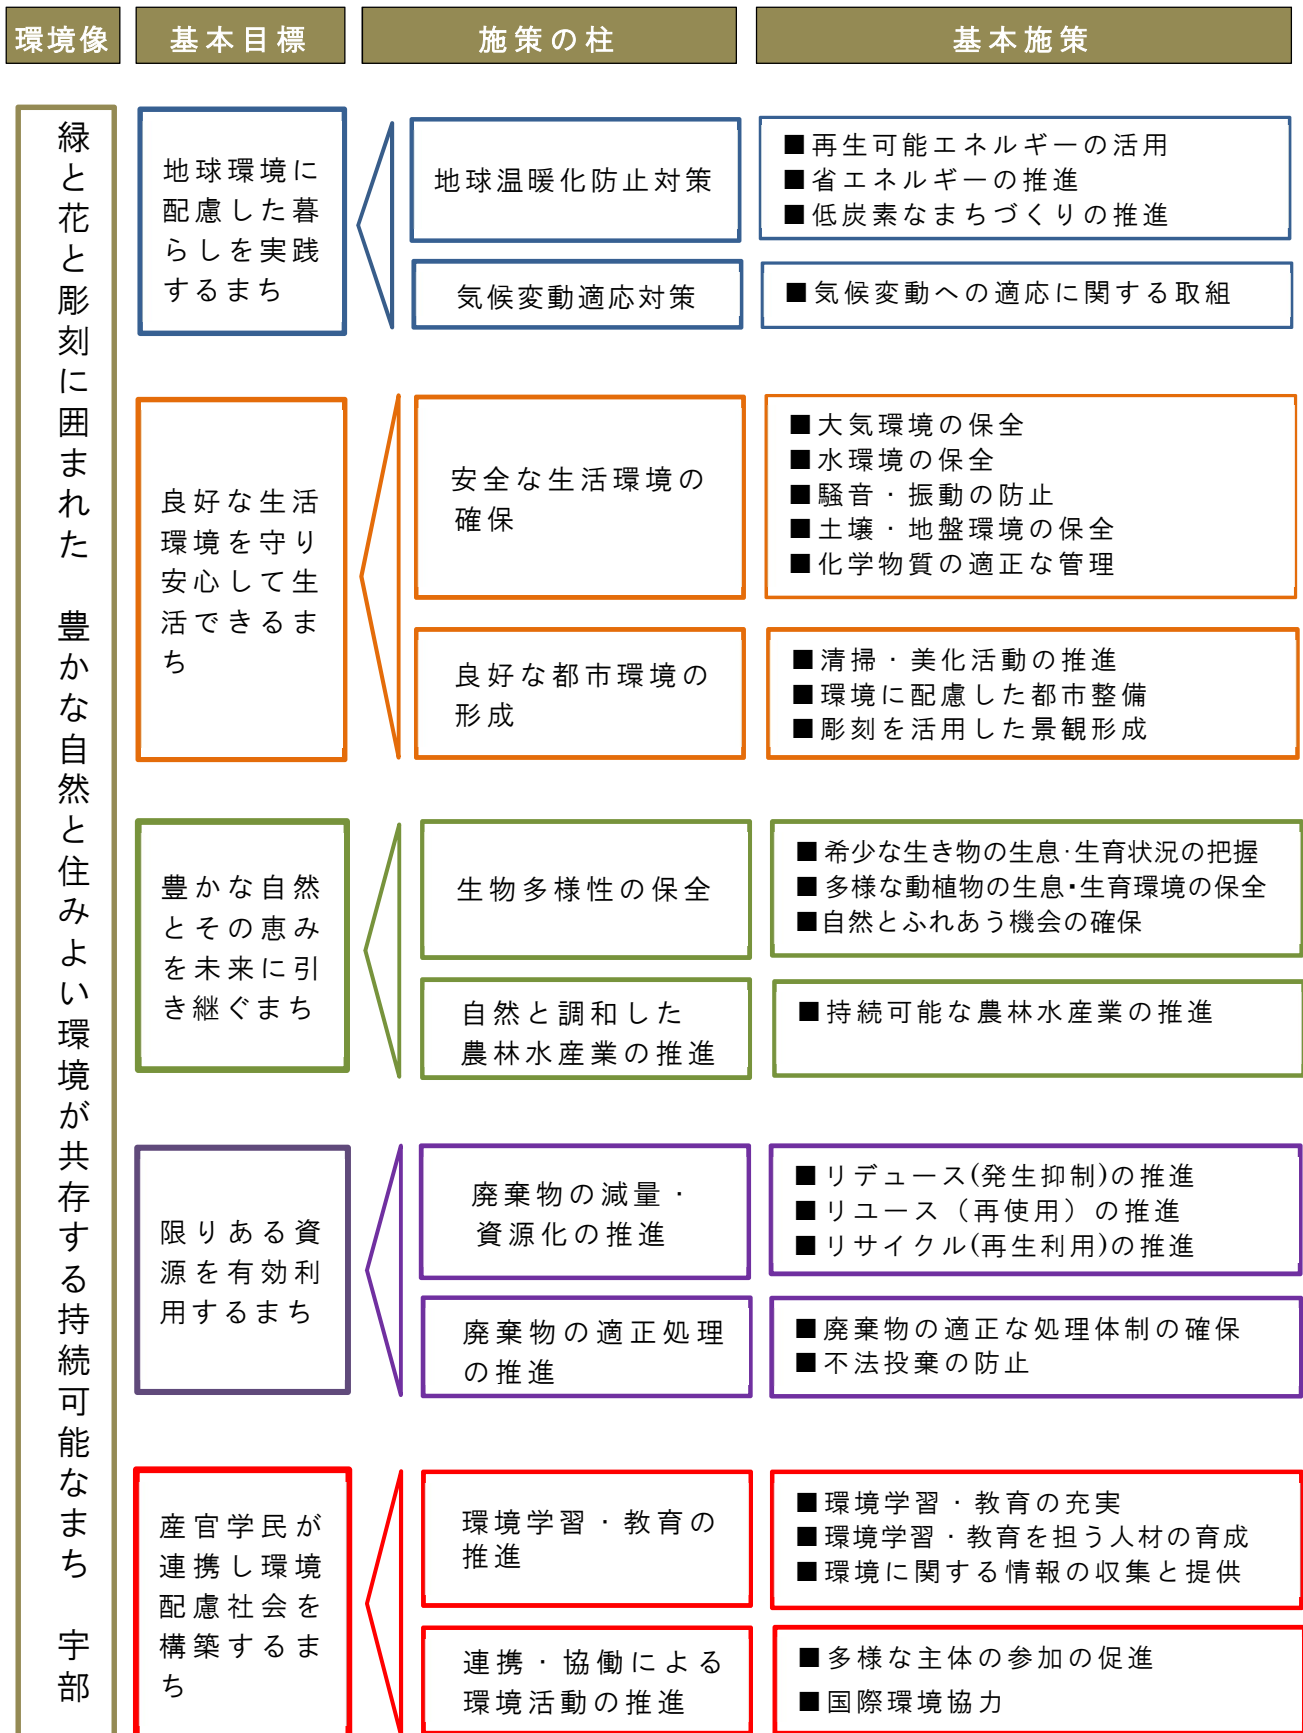 環境像
基本目標
施策の柱
基本施策
緑と花と彫刻に囲まれた　豊かな自然と住みよい環境が共存する持続可能なまち　宇部
地球環境に
配慮した暮
らしを実践
するまち
地球温暖化防止対策
■再生可能エネルギーの活用
■省エネルギーの推進
■低炭素なまちづくりの推進
気候変動適応対策
■気候変動への適応に関する取組
良好な生活
環境を守り
安心して生
活できるま
ち
安全な生活環境の
確保
■大気環境の保全
■水環境の保全
■騒音・振動の防止
■土壌・地盤環境の保全
■化学物質の適正な管理
良好な都市環境の
形成
■清掃・美化活動の推進
■環境に配慮した都市整備
■彫刻を活用した景観形成
豊かな自然
とその恵み
を未来に引
き継ぐまち
生物多様性の保全
■希少な生き物の生息・生育状況の把握
■多様な動植物の生息・生育環境の保全
■自然とふれあう機会の確保
自然と調和した
農林水産業の推進
■持続可能な農林水産業の推進
限りある資
源を有効利
用するまち
廃棄物の減量・
資源化の推進
■リデュース(発生抑制)の推進
■リユース（再使用）の推進
■リサイクル(再生利用)の推進
廃棄物の適正処理
の推進
■廃棄物の適正な処理体制の確保
■不法投棄の防止
産官学民が
連携し環境
配慮社会を
構築するま
ち
環境学習・教育の
推進
■環境学習・教育の充実
■環境学習・教育を担う人材の育成
■環境に関する情報の収集と提供
連携・協働による
環境活動の推進
■多様な主体の参加の促進
■国際環境協力